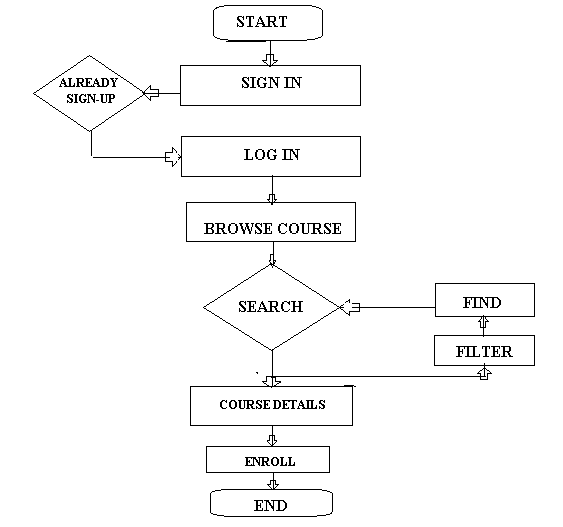 START
SIGN IN
ALREADY
SIGN-UP
LOG IN
BROWSE COURSE
SEARCH
FIND
FILTER
COURSE DETAILS
ENROLL
END